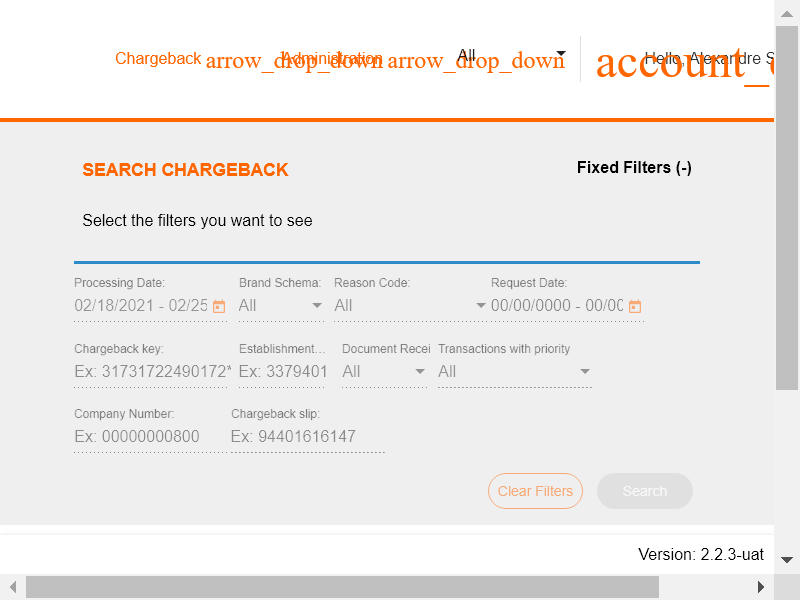 Chargeback arrow_drop_down Administration arrow_drop_down All account_ Hello, Alexandre S
SEARCH CHARGEBACK Fixed Filters (-)
Select the filters you want to see
Processing Date: Brand Schema: Reason Code: Request Date:
02/18/2021 - 02/25 All All 00/00/0000 - 00/00
Chargeback key: Establishment... Document Recei Transactions with priority
Ex: 31731722490172* Ex: 3379401 All All
Company Number: Chargeback slip:
Ex: 00000000800 Ex: 94401616147
Clear Filters Search
Version: 2.2.3-uat